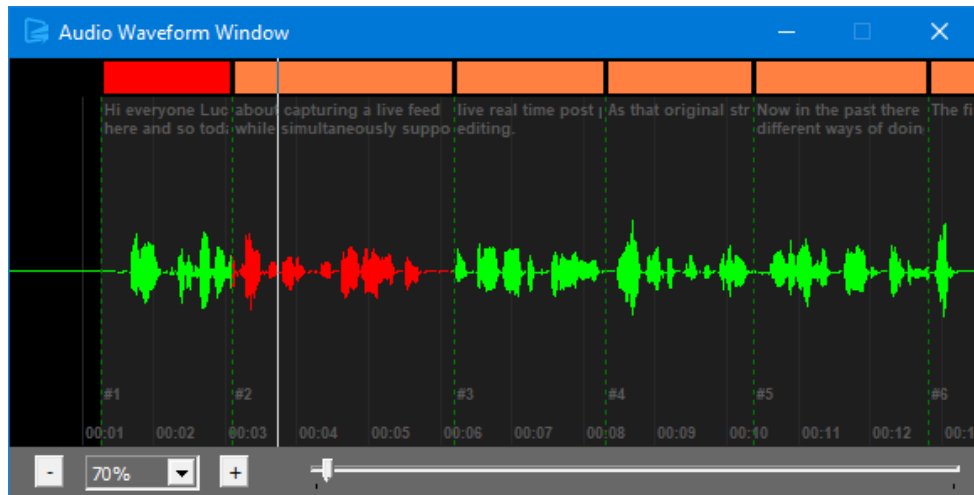 Audio Waveform Window
Hi everyone Luc about capturing a live feed live real time post As that original str Now in the past there The fi
here and so toda while simultaneously suppo editing. different ways of doin
#1 #2 #3 #4 #5 #6
00:01 00:02 00:03 00:04 00:05 00:06 00:07 00:08 00:09 00:10 00:11 00:12 00:1
- 70% +